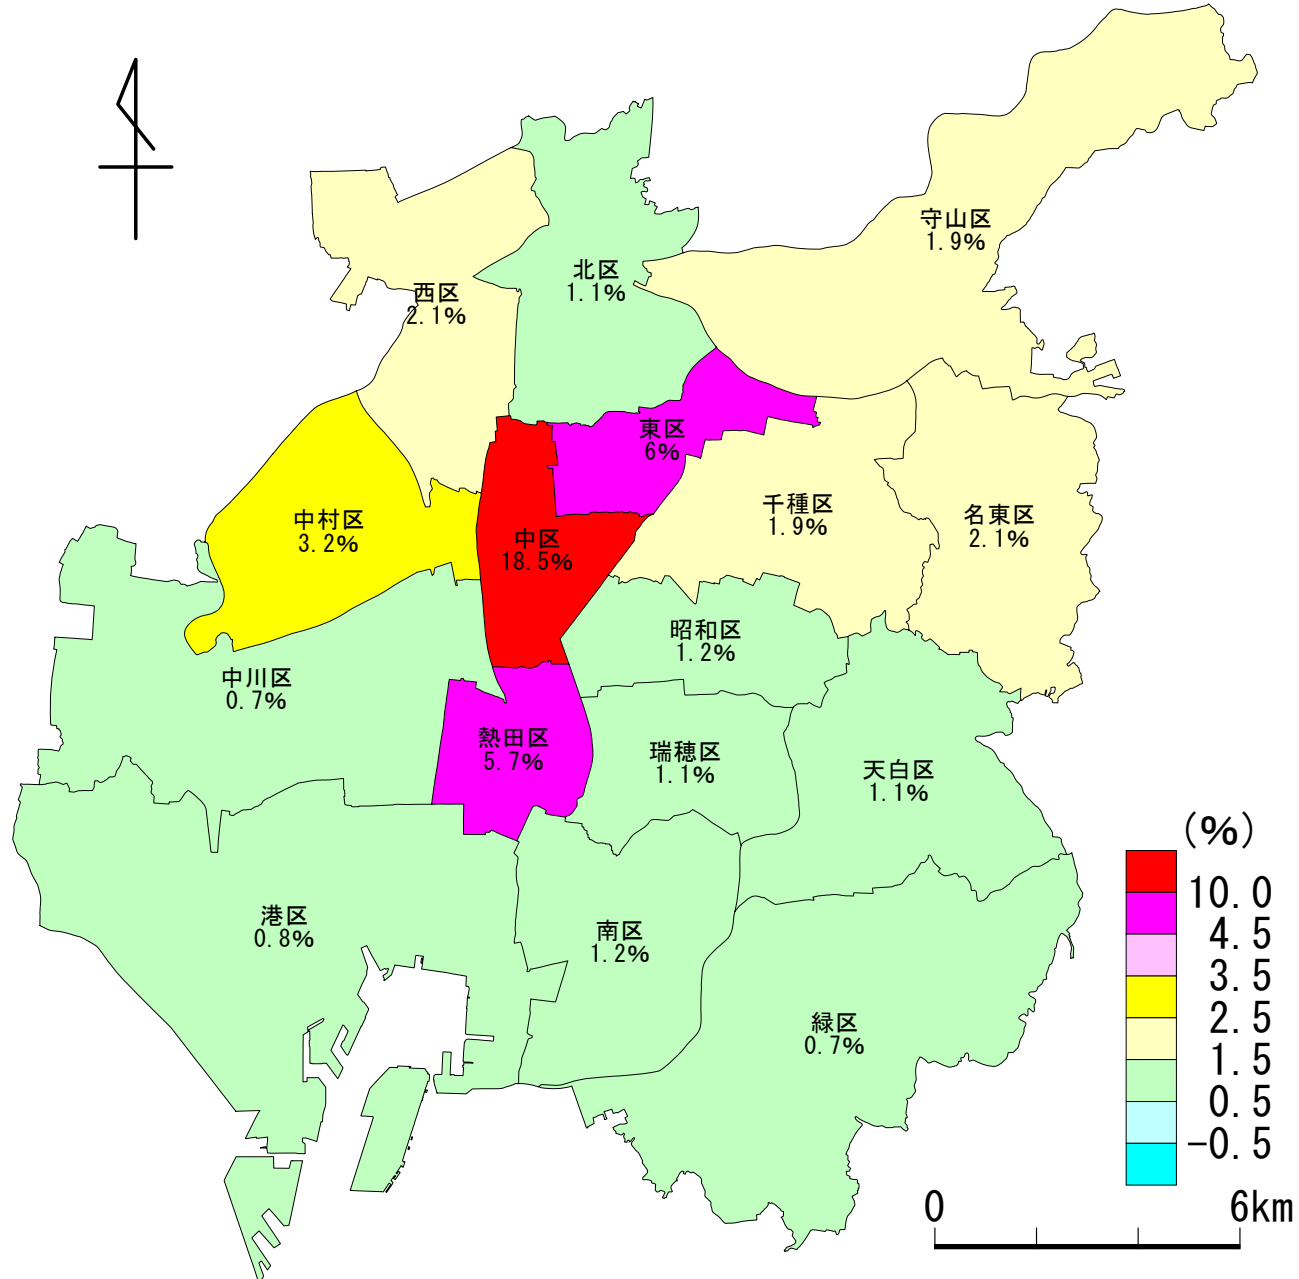 守山区
1.9%
北区
1.1%
西区
2.1%
東区
6%
千種区
1.9%
名東区
2.1%
中村区
3.2%
中区
18.5%
昭和区
1.2%
中川区
0.7%
熱田区
5.7%
瑞穂区
1.1%
天白区
1.1%
港区
0.8%
南区
1.2%
緑区
0.7%
(%)
10.0
4.5
3.5
2.5
1.5
0.5
-0.5
0 6km